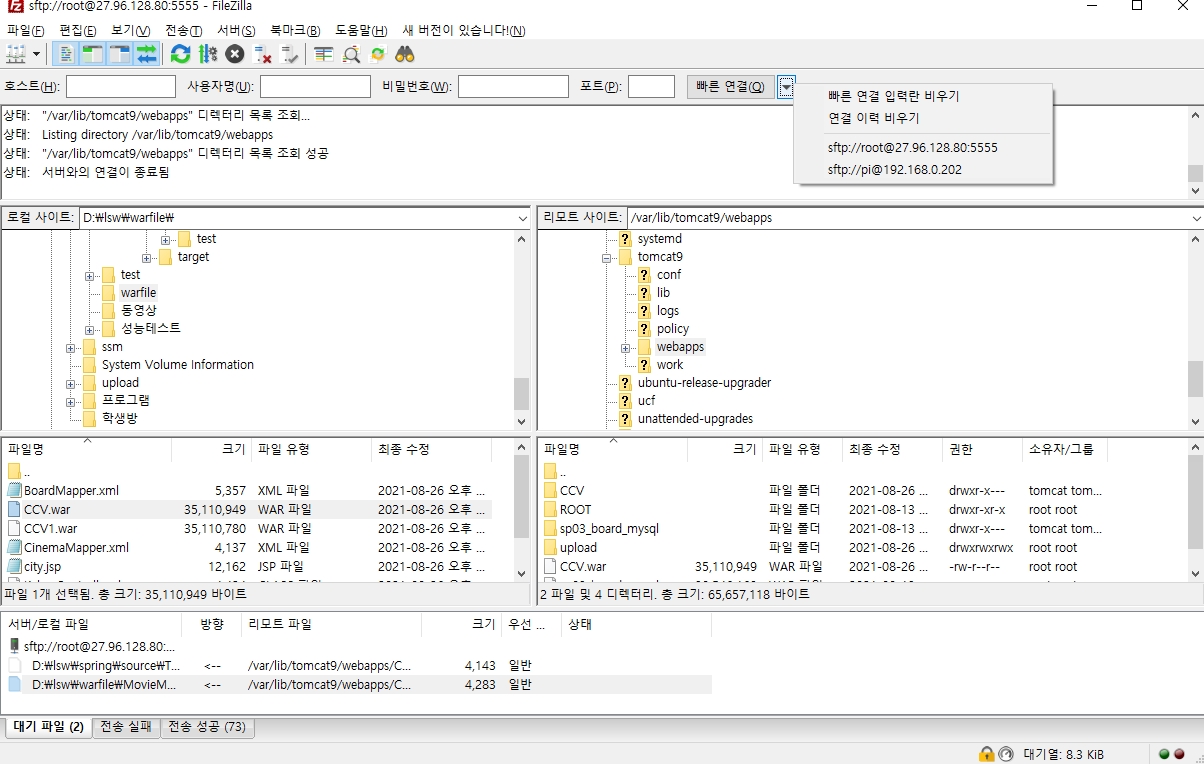 sftp://root@27.96.128.80:5555 - FileZilla
파일(F) 편집(E) 보기(V) 전송(T) 서버(S) 북마크(B) 도움말(H) 새 버전이 있습니다!(N)
호스트(H): 사용자명(U): 비밀번호(W): 포트(P): 빠른 연결(Q)
빠른 연결 입력란 비우기
연결 이력 비우기
sftp://root@27.96.128.80:5555
sftp://pi@192.168.0.202
상태: "/var/lib/tomcat9/webapps" 디렉터리 목록 조회...
상태: Listing directory /var/lib/tomcat9/webapps
상태: "/var/lib/tomcat9/webapps" 디렉터리 목록 조회 성공
상태: 서버와의 연결이 종료됨
로컬 사이트: D:₩lsw₩warfile₩
test
target
test
warfile
동영상
성능테스트
ssm
System Volume Information
upload
프로그램
학생방
리모트 사이트: /var/lib/tomcat9/webapps
systemd
tomcat9
conf
lib
logs
policy
webapps
work
ubuntu-release-upgrader
ucf
unattended-upgrades
파일명 크기 파일 유형 최종 수정
..
BoardMapper.xml 5,357 XML 파일 2021-08-26 오후 ...
CCV.war 35,110,949 WAR 파일 2021-08-26 오후 ...
CCV1.war 35,110,780 WAR 파일 2021-08-26 오후 ...
CinemaMapper.xml 4,137 XML 파일 2021-08-26 오후 ...
city.jsp 12,162 JSP 파일 2021-08-26 오후 ...
파일 1개 선택됨. 총 크기: 35,110,949 바이트
파일명 크기 파일 유형 최종 수정 권한 소유자/그룹
..
CCV 파일 폴더 2021-08-26 ... drwxr-x--- tomcat tom...
ROOT 파일 폴더 2021-08-13 ... drwxr-xr-x root root
sp03_board_mysql 파일 폴더 2021-08-13 ... drwxr-x--- tomcat tom...
upload 파일 폴더 2021-08-26 ... drwxrwxrwx root root
CCV.war 35,110,949 WAR 파일 2021-08-26 ... -rw-r--r-- root root
2 파일 및 4 디렉터리. 총 크기: 65,657,118 바이트
서버/로컬 파일 방향 리모트 파일 크기 우선 ... 상태
sftp://root@27.96.128.80:...
D:₩lsw₩spring₩source₩T... <-- /var/lib/tomcat9/webapps/C... 4,143 일반
D:₩lsw₩warfile₩MovieM... <-- /var/lib/tomcat9/webapps/C... 4,283 일반
대기 파일 (2) 전송 실패 전송 성공 (73)
대기열: 8.3 KiB